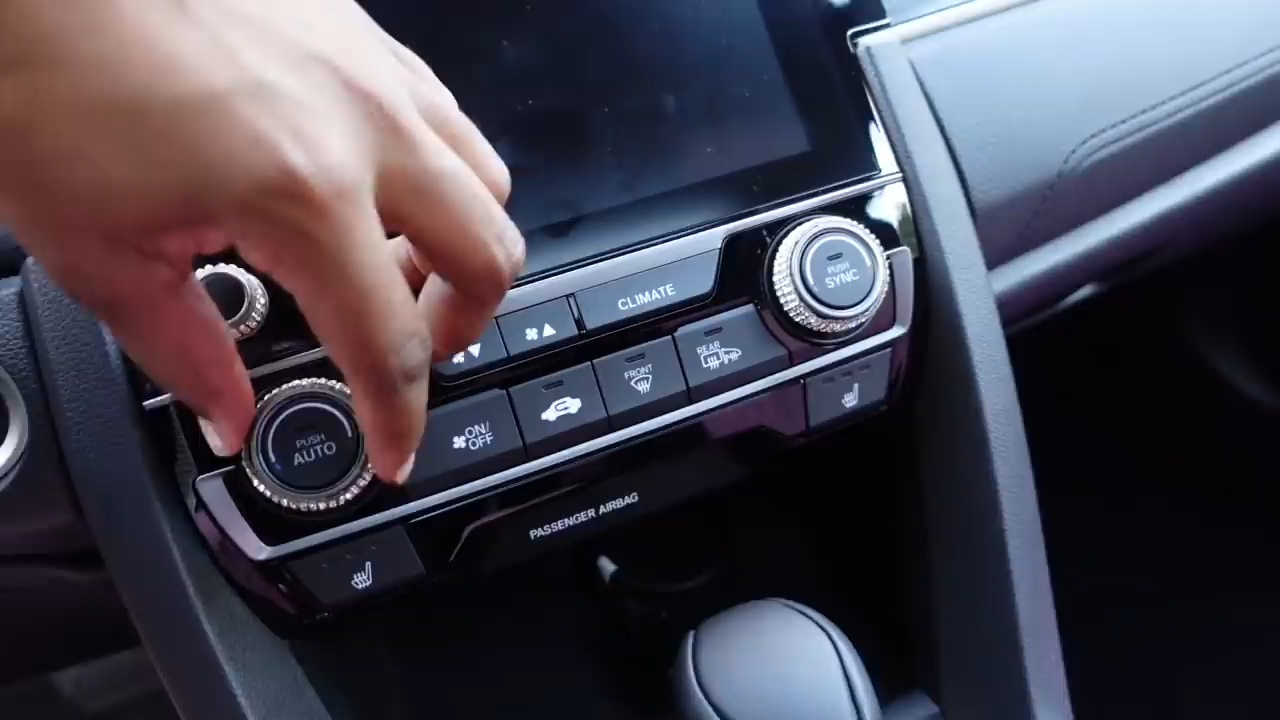 PUSH
SYNC
CLIMATE
REAR
FRONT
ON/
OFF
PUSH
AUTO
PASSENGER AIRBAG